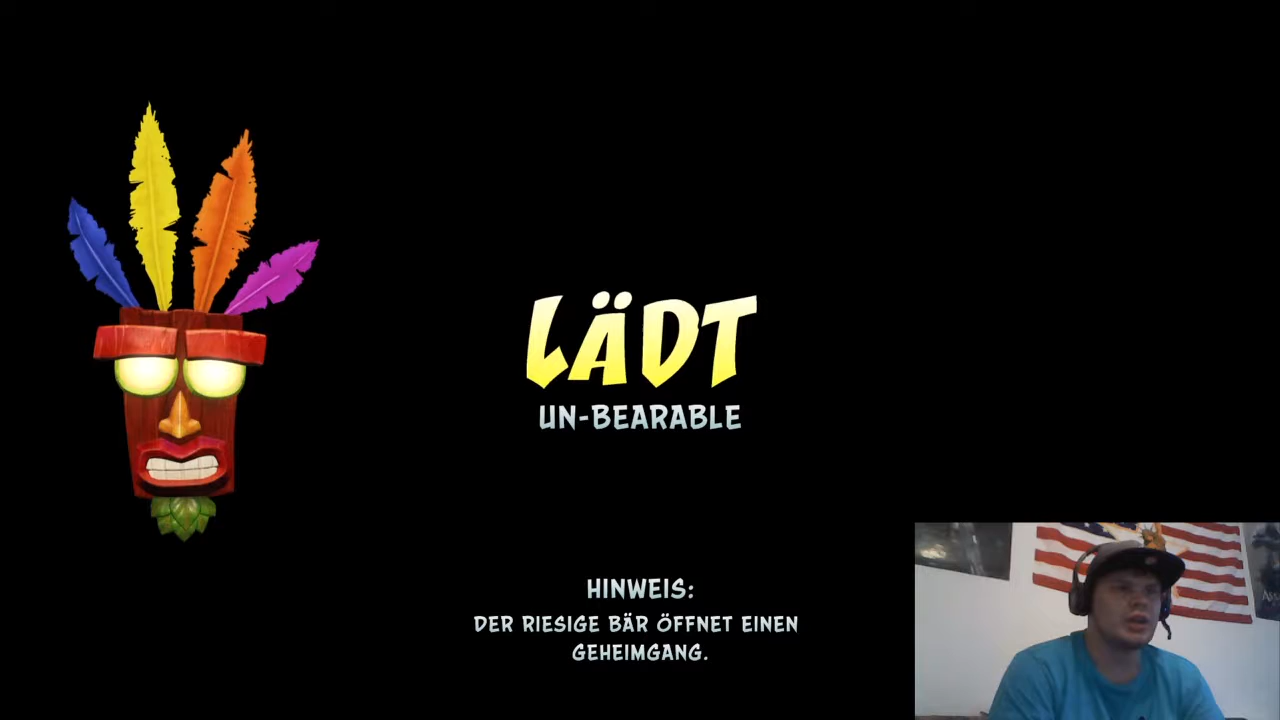 LÄDT
UN-BEARABLE
HINWEIS:
DER RIESIGE BÄR ÖFFNET EINEN
GEHEIMGANG.